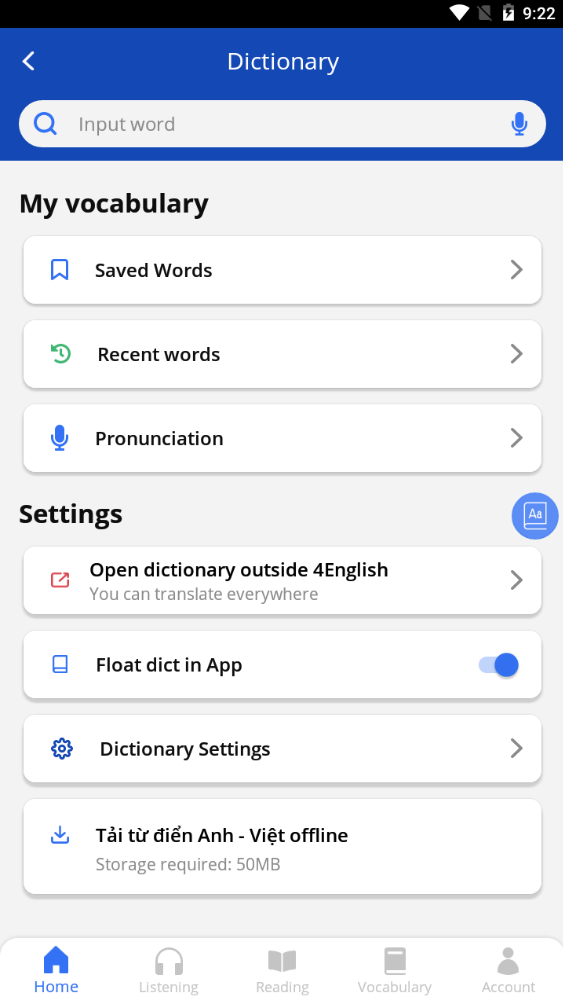 9:22
Dictionary
Input word
My vocabulary
Saved Words
Recent words
Pronunciation
Settings
Aa
Open dictionary outside 4English
You can translate everywhere
Float dict in App
Dictionary Settings
Tải từ điển Anh - Việt offline
Storage required: 50MB
Home
Listening
Reading
Vocabulary
Account